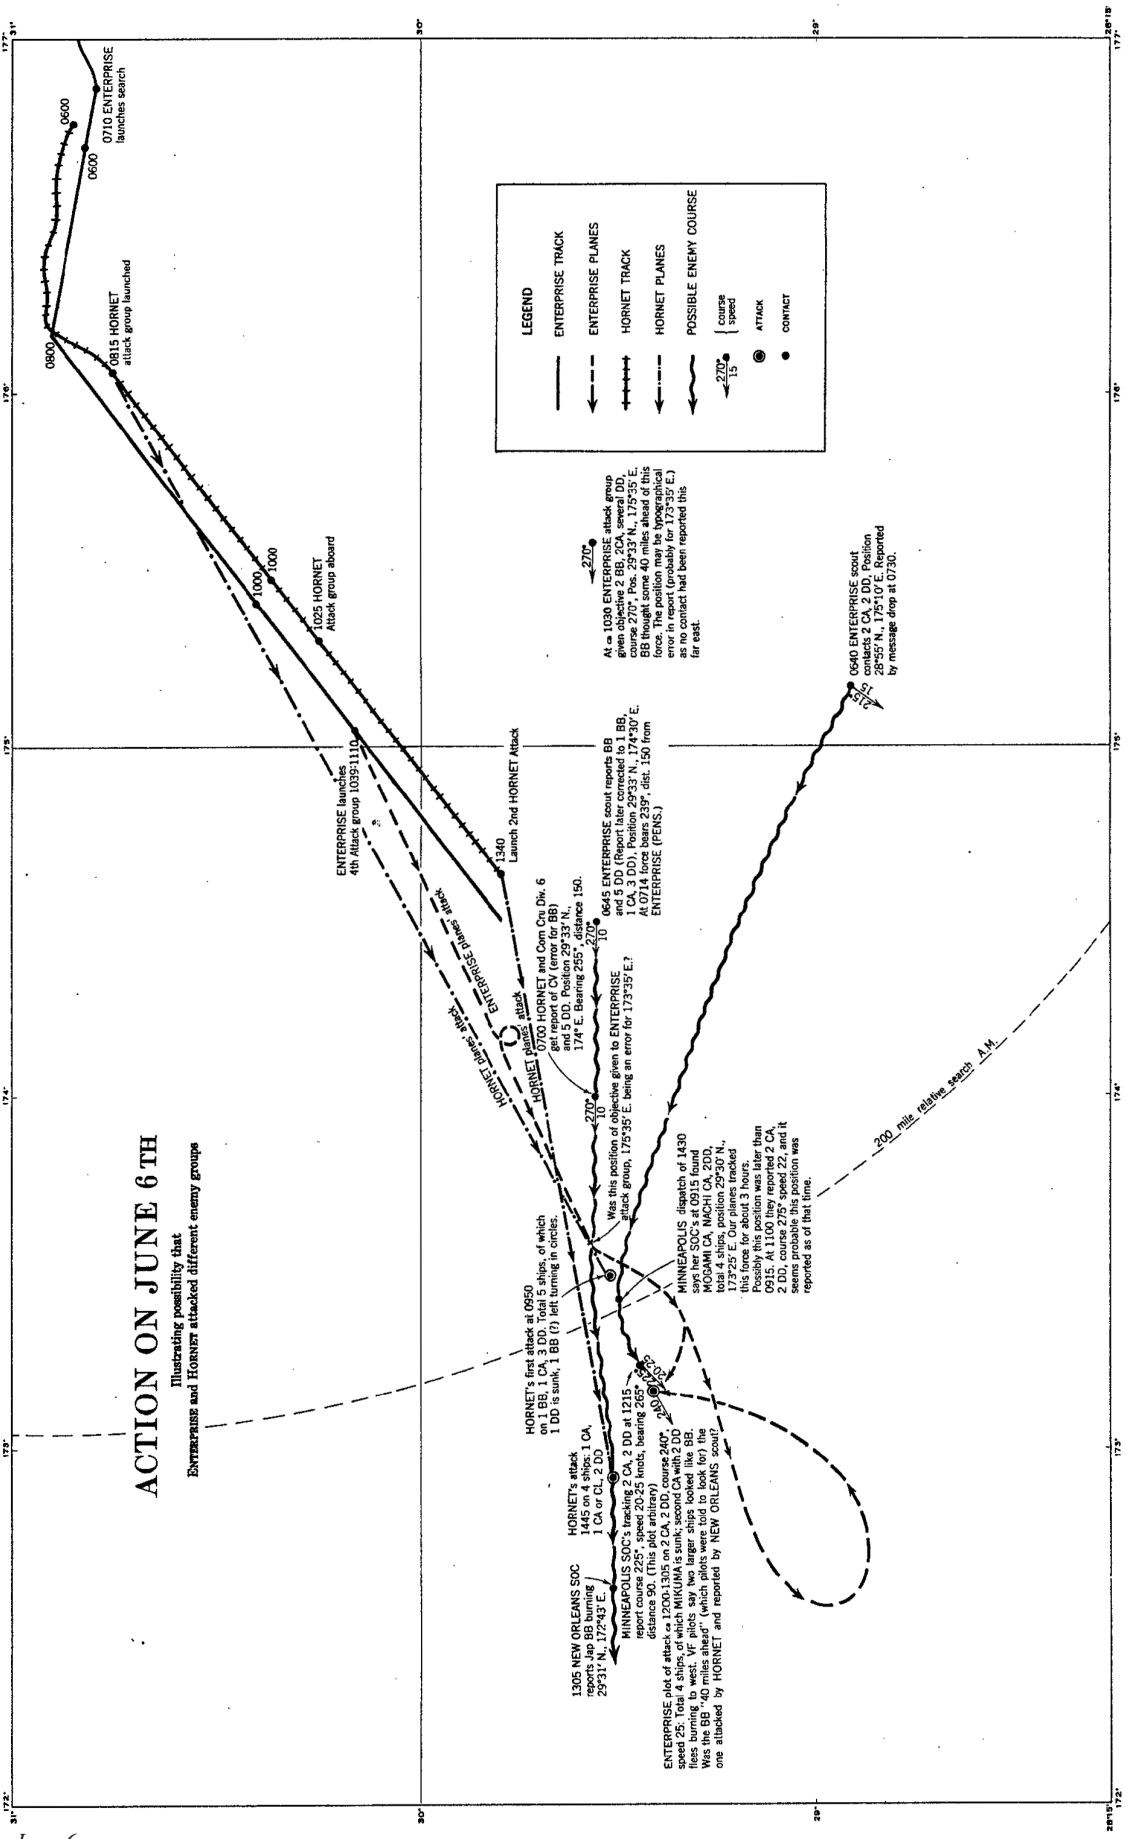 ACTION ON JUNE 6TH
Illustrating possibility that
ENTERPRISE and HORNET attacked different enemy groups
172°
173°
174°
175°
176°
177°
31°
31°
30°
30°
29°
29°
28°15'
28°15'
172°
173°
174°
175°
176°
177°
0600
0710 ENTERPRISE
launches search
0600
0800
0815 HORNET
attack group launched
1000
1000
1025 HORNET
Attack group aboard
ENTERPRISE launches
4th Attack group 1039-1110
1340
Launch 2nd HORNET Attack
HORNET planes' attack
ENTERPRISE planes' attack
HORNET planes' attack
0700 HORNET and Com Cru Div. 6
get report of CV (error for BB)
and 5 DD. Position 29°33' N.,
174° E. Bearing 255°, distance 150.
270°
10
270°
10
0645 ENTERPRISE scout reports BB
and 5 DD (Report later corrected to 1 BB,
1 CA, 3 DD), Position 29°33' N., 174°30' E.
At 0714 force bears 239°, dist. 150 from
ENTERPRISE (PENS.)
270°
At ca 1030 ENTERPRISE attack group
given objective 2 BB, 2CA, several DD,
course 270°, Pos. 29°33' N., 175°35' E.
BB thought some 40 miles ahead of this
force. The position may be typographical
error in report (probably for 173°35' E.)
as no contact had been reported this
far east.
LEGEND
ENTERPRISE TRACK
ENTERPRISE PLANES
HORNET TRACK
HORNET PLANES
POSSIBLE ENEMY COURSE
270°
15
course
speed
ATTACK
CONTACT
215°
15
0640 ENTERPRISE scout
contacts 2 CA, 2 DD, Position
28°55' N., 175°10' E. Reported
by message drop at 0730.
Was this position of objective given to ENTERPRISE
attack group, 175°35' E. being an error for 173°35' E.?
200 mile relative search A.M.
HORNET's first attack at 0950
on 1 BB, 1 CA, 3 DD. Total 5 ships, of which
1 DD is sunk, 1 BB (?) left turning in circles.
MINNEAPOLIS dispatch of 1430
says her SOC's at 0915 found
MOGAMI CA, NACHI CA, 2DD,
total 4 ships, position 29°30' N.,
173°25' E. Our planes tracked
this force for about 3 hours.
Possibly this position was later than
0915. At 1100 they reported 2 CA,
2 DD, course 275° speed 22, and it
seems probable this position was
reported as of that time.
HORNET's attack
1445 on 4 ships: 1 CA,
1 CA or CL, 2 DD
1305 NEW ORLEANS SOC
reports Jap BB burning
29°31' N., 172°43' E.
MINNEAPOLIS SOC's tracking 2 CA, 2 DD at 1215
report course 225°, speed 20-25 knots, bearing 265°
distance 90. (This plot arbitrary)
20-25
240
ENTERPRISE plot of attack ca 1200-1305 on 2 CA, 2 DD, course 240°,
speed 25: Total 4 ships, of which MIKUMA is sunk; second CA with 2 DD
flees burning to west. VF pilots say two larger ships looked like BB.
Was the BB "40 miles ahead" (which pilots were told to look for) the
one attacked by HORNET and reported by NEW ORLEANS scout?